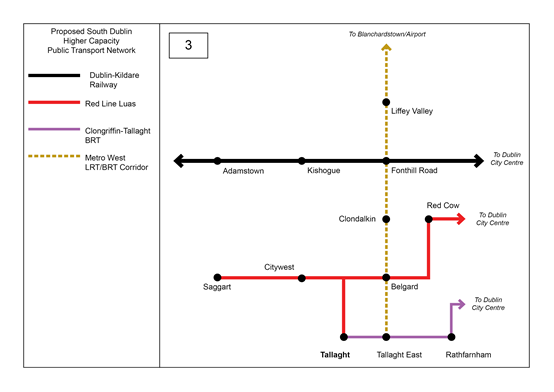 Proposed South Dublin
Higher Capacity
Public Transport Network
Dublin-Kildare
Railway
Red Line Luas
Clongriffin-Tallaght
BRT
Metro West
LRT/BRT Corridor
3
To Blanchardstown/Airport
Liffey Valley
To Dublin
City Centre
Adamstown
Kishogue
Fonthill Road
Red Cow
Clondalkin
To Dublin
City Centre
Citywest
Saggart
Belgard
To Dublin
City Centre
Tallaght
Tallaght East
Rathfarnham